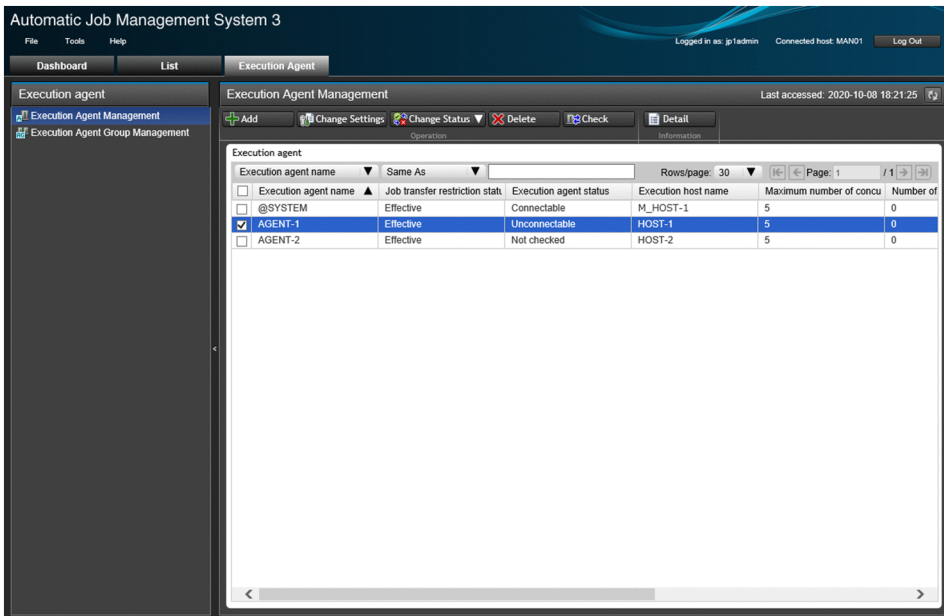 Automatic Job Management System 3
File Tools Help Logged in as: jp1admin Connected host: MAN01 Log Out
Dashboard List Execution Agent
Execution agent
Execution Agent Management
Execution Agent Group Management
Execution Agent Management Last accessed: 2020-10-08 18:21:25
Add Change Settings Change Status Delete Check Detail
Operation Information
Execution agent
Execution agent name Same As Rows/page: 30 Page: 1 / 1
Execution agent name Job transfer restriction statu Execution agent status Execution host name Maximum number of concu Number of
@SYSTEM Effective Connectable M_HOST-1 5 0
AGENT-1 Effective Unconnectable HOST-1 5 0
AGENT-2 Effective Not checked HOST-2 5 0